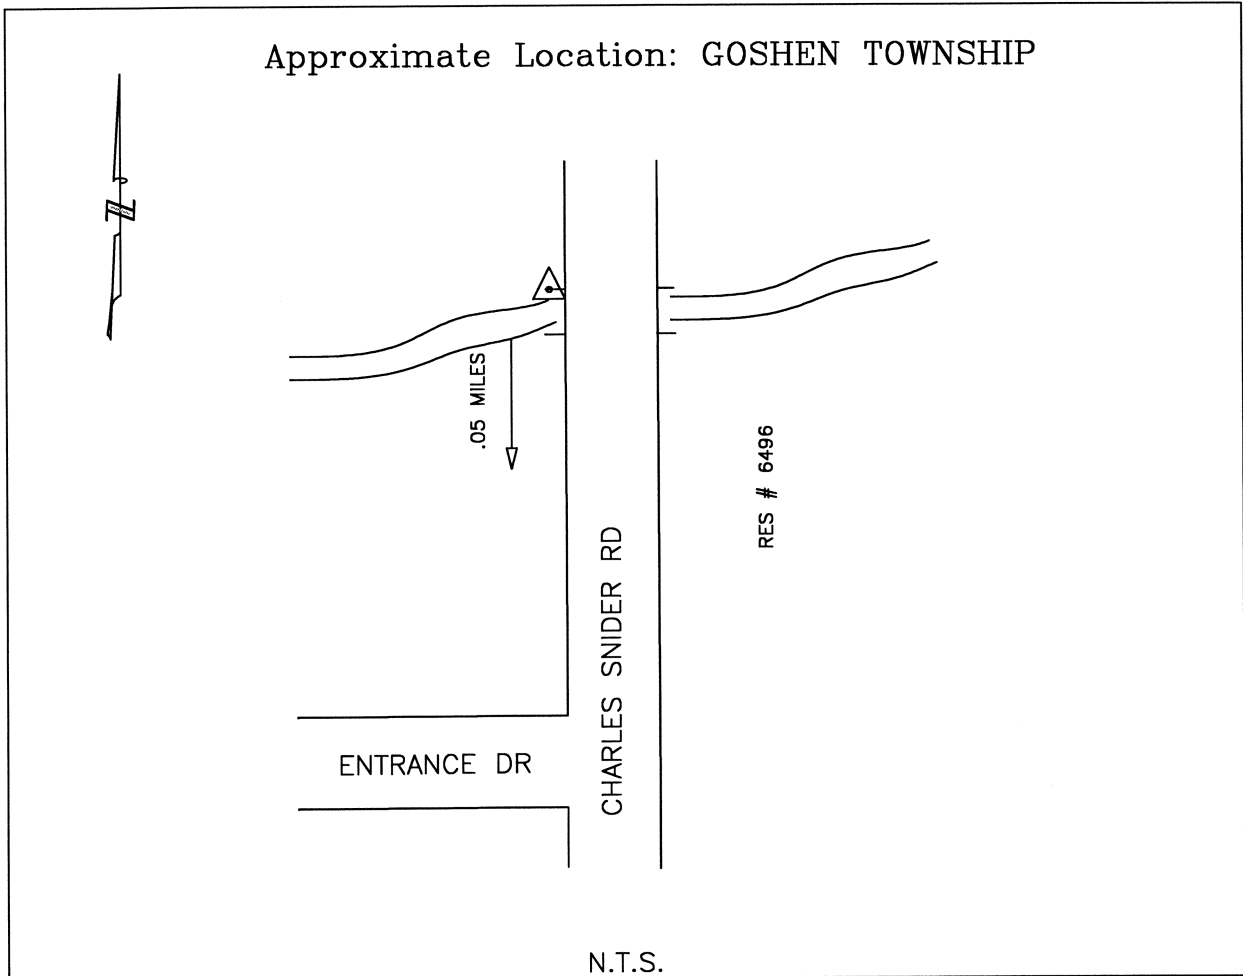 Approximate Location: GOSHEN TOWNSHIP
N
.05 MILES
RES # 6496
CHARLES SNIDER RD
ENTRANCE DR
N.T.S.